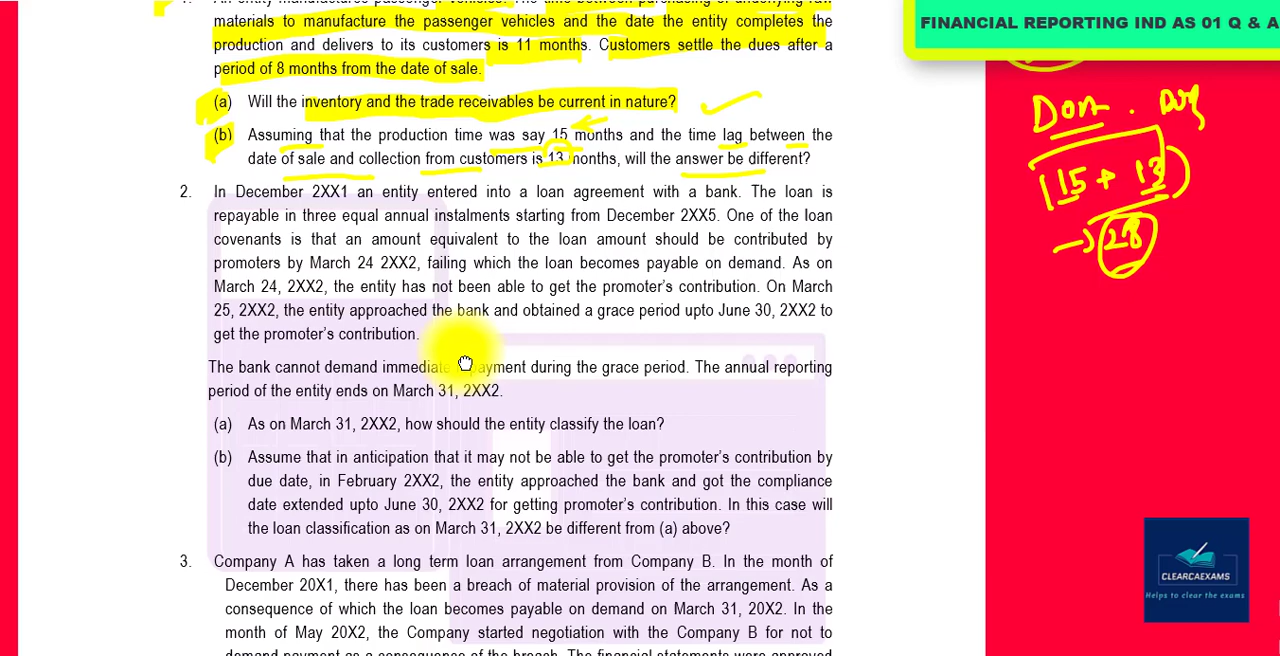 FINANCIAL REPORTING IND AS 01 Q & A
materials to manufacture the passenger vehicles and the date the entity completes the
production and delivers to its customers is 11 months. Customers settle the dues after a
period of 8 months from the date of sale.
(a) Will the inventory and the trade receivables be current in nature?
(b) Assuming that the production time was say 15 months and the time lag between the
date of sale and collection from customers is 13 months, will the answer be different?
2. In December 2XX1 an entity entered into a loan agreement with a bank. The loan is
repayable in three equal annual instalments starting from December 2XX5. One of the loan
covenants is that an amount equivalent to the loan amount should be contributed by
promoters by March 24 2XX2, failing which the loan becomes payable on demand. As on
March 24, 2XX2, the entity has not been able to get the promoter's contribution. On March
25, 2XX2, the entity approached the bank and obtained a grace period upto June 30, 2XX2 to
get the promoter's contribution.
The bank cannot demand immediate payment during the grace period. The annual reporting
period of the entity ends on March 31, 2XX2.
(a) As on March 31, 2XX2, how should the entity classify the loan?
(b) Assume that in anticipation that it may not be able to get the promoter's contribution by
due date, in February 2XX2, the entity approached the bank and got the compliance
date extended upto June 30, 2XX2 for getting promoter's contribution. In this case will
the loan classification as on March 31, 2XX2 be different from (a) above?
3. Company A has taken a long term loan arrangement from Company B. In the month of
December 20X1, there has been a breach of material provision of the arrangement. As a
consequence of which the loan becomes payable on demand on March 31, 20X2. In the
month of May 20X2, the Company started negotiation with the Company B for not to
demand payment as a consequence of the breach. The financial statements were approved
(15 + 13)
→ 28
CLEARCAEXAMS
Helps to clear the exams